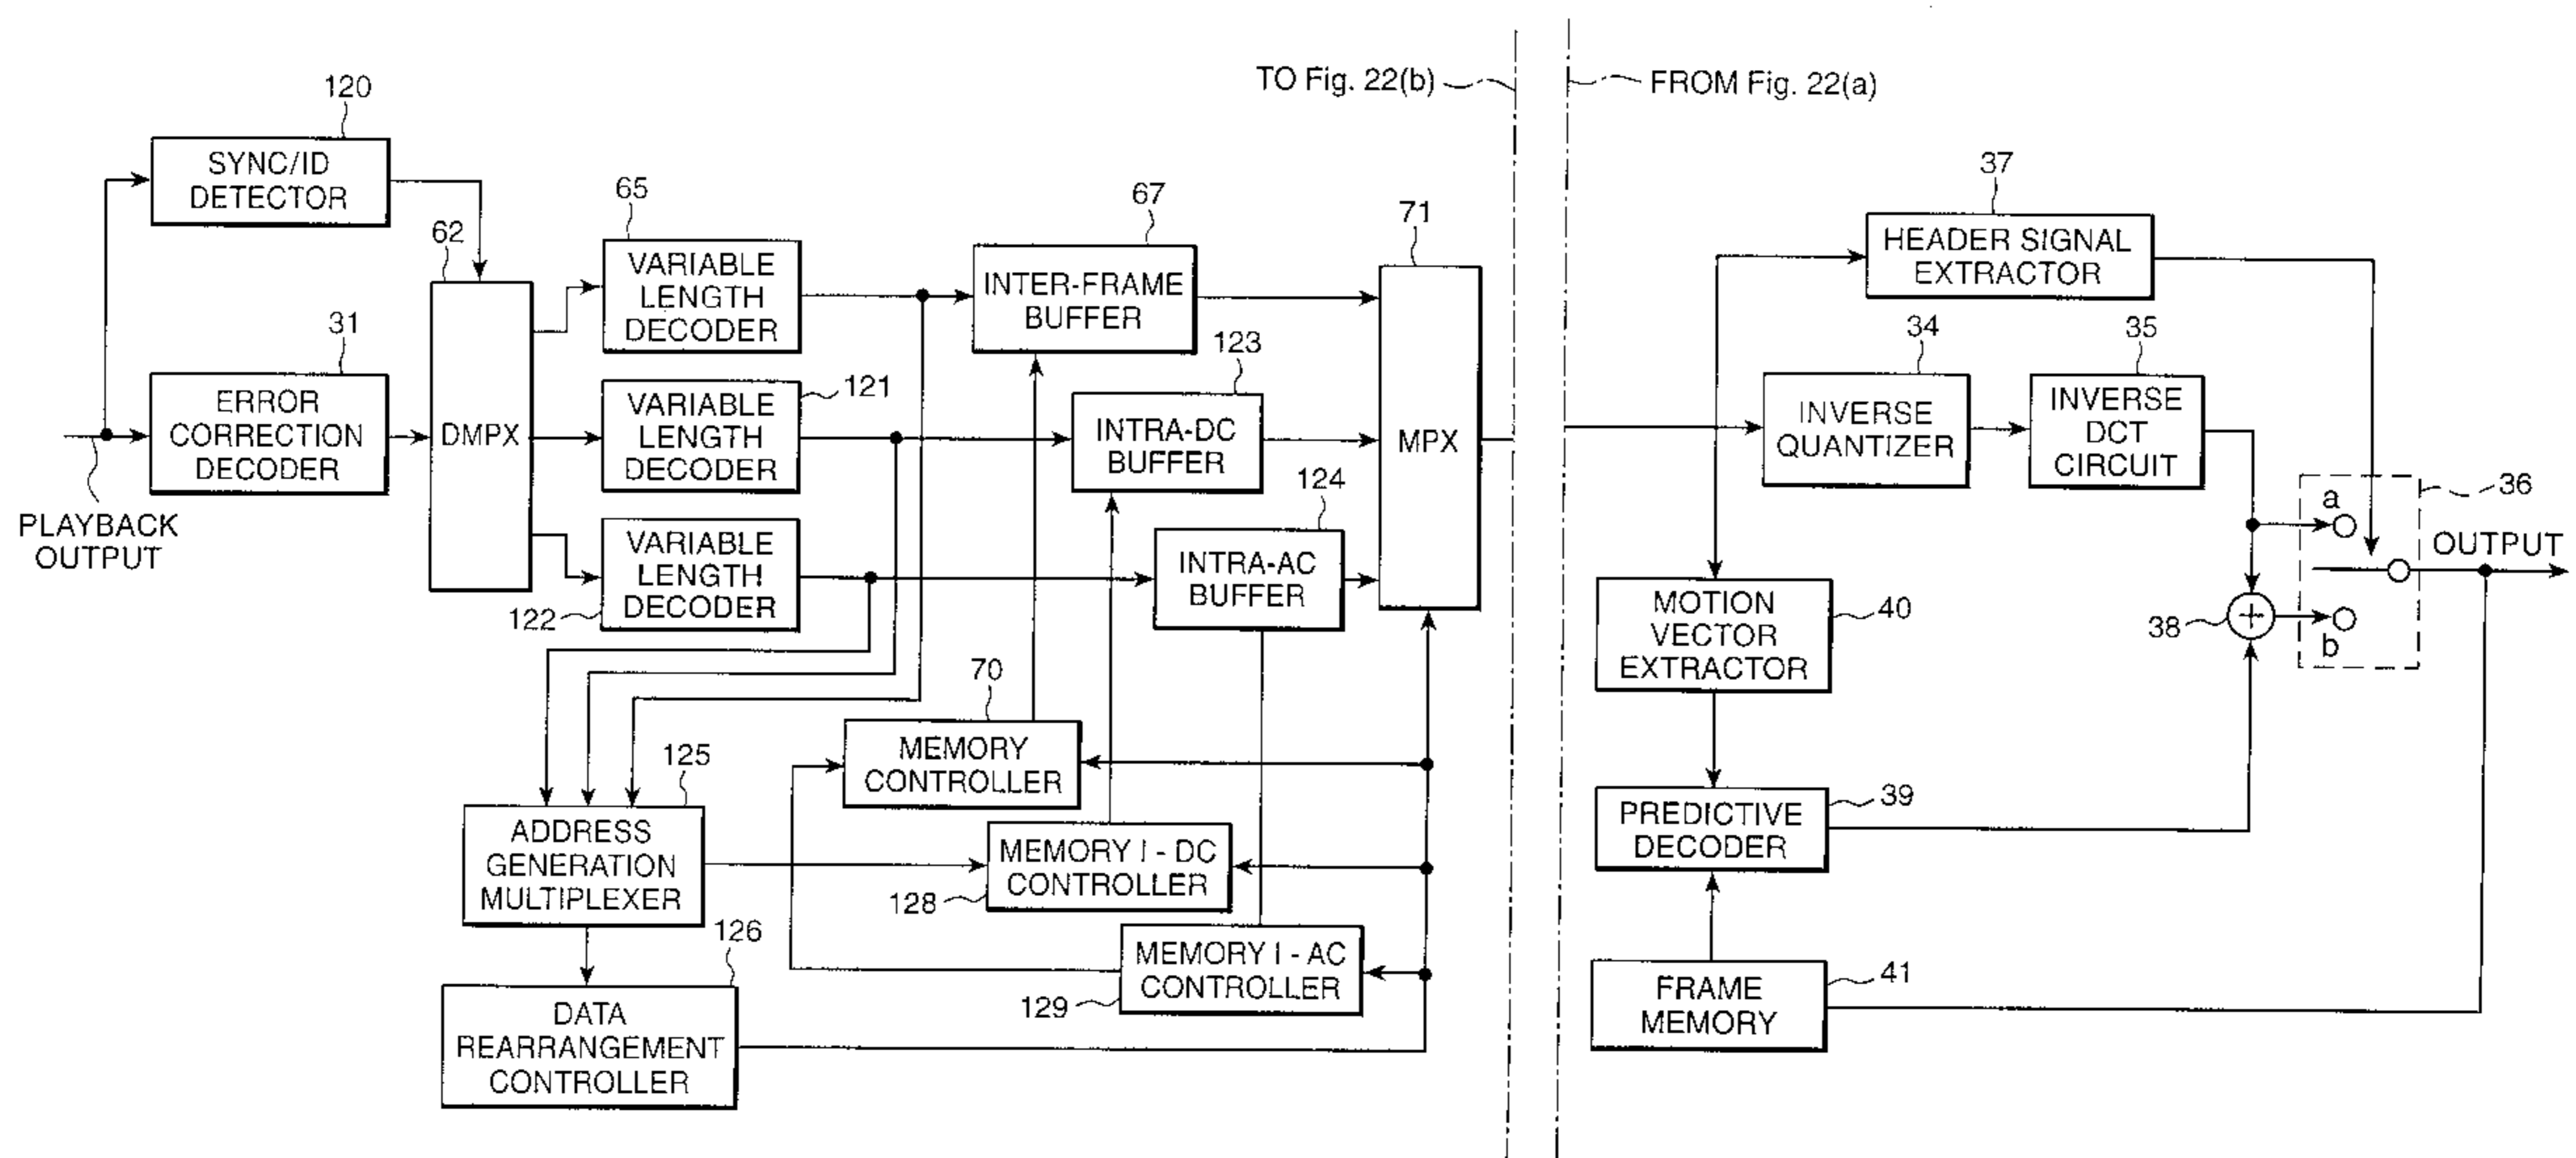 TO Fig. 22(b)
FROM Fig. 22(a)
120
SYNC/ID
DETECTOR
31
ERROR
CORRECTION
DECODER
PLAYBACK
OUTPUT
62
DMPX
65
VARIABLE
LENGTH
DECODER
121
VARIABLE
LENGTH
DECODER
122
VARIABLE
LENGTH
DECODER
67
INTER-FRAME
BUFFER
123
INTRA-DC
BUFFER
124
INTRA-AC
BUFFER
71
MPX
70
MEMORY
CONTROLLER
125
ADDRESS
GENERATION
MULTIPLEXER
128
MEMORY I - DC
CONTROLLER
126
DATA
REARRANGEMENT
CONTROLLER
129
MEMORY I - AC
CONTROLLER
37
HEADER SIGNAL
EXTRACTOR
34
INVERSE
QUANTIZER
35
INVERSE
DCT
CIRCUIT
36
a
b
OUTPUT
38
+
40
MOTION
VECTOR
EXTRACTOR
39
PREDICTIVE
DECODER
41
FRAME
MEMORY